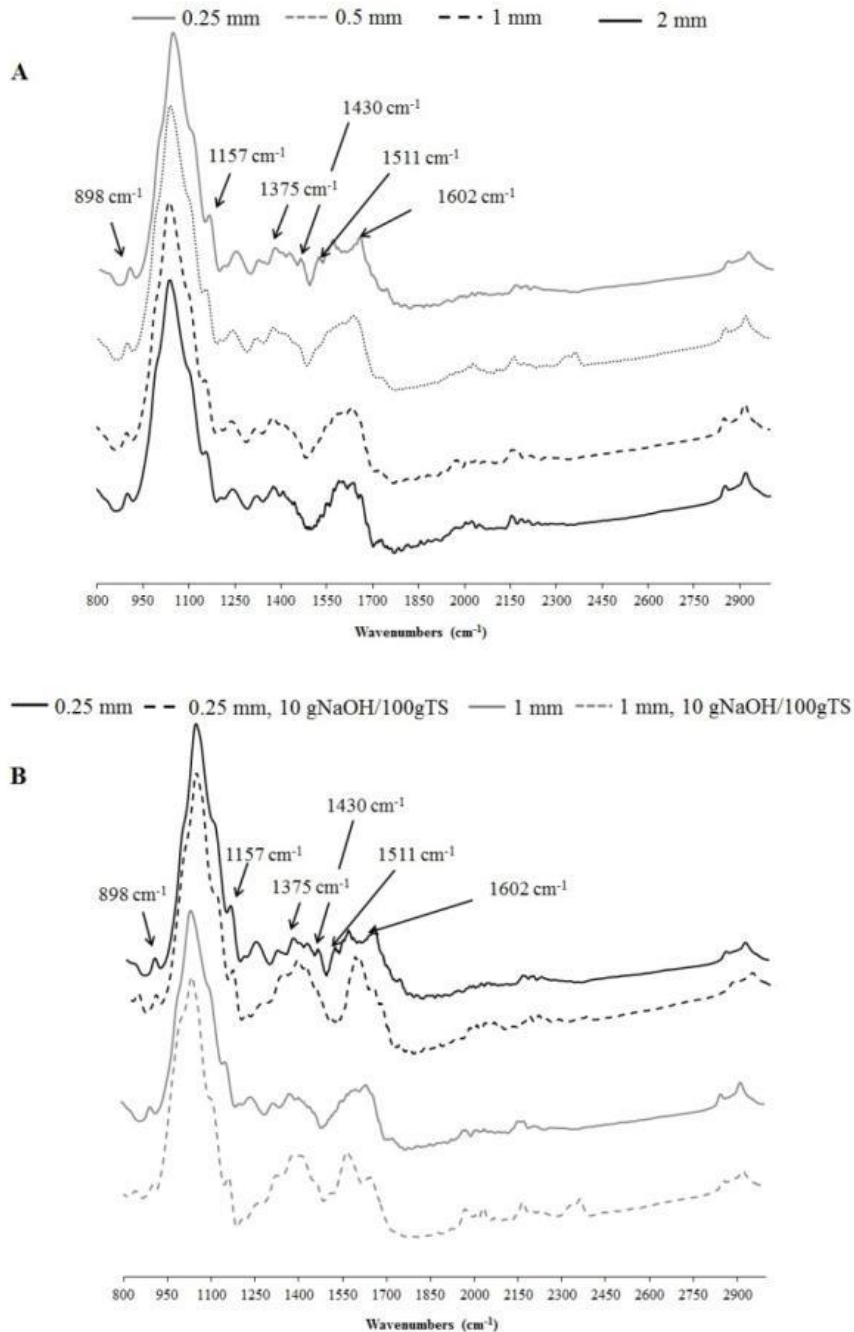 0.25 mm 0.5 mm 1 mm 2 mm
A
1430 cm-1
1157 cm-1
1511 cm-1
898 cm-1
1375 cm-1
1602 cm-1
800 950 1100 1250 1400 1550 1700 2000 2150 2300 2450 2600 2750 2900
Wavenumbers (cm-1)
0.25 mm 0.25 mm, 10 gNaOH/100gTS 1 mm 1 mm, 10 gNaOH/100gTS
B
1430 cm-1
1157 cm-1
1511 cm-1
898 cm-1
1375 cm-1
1602 cm-1
800 950 1100 1250 1400 1550 1700 1850 2000 2150 2300 2450 2600 2750 2900
Wavenumbers (cm-1)